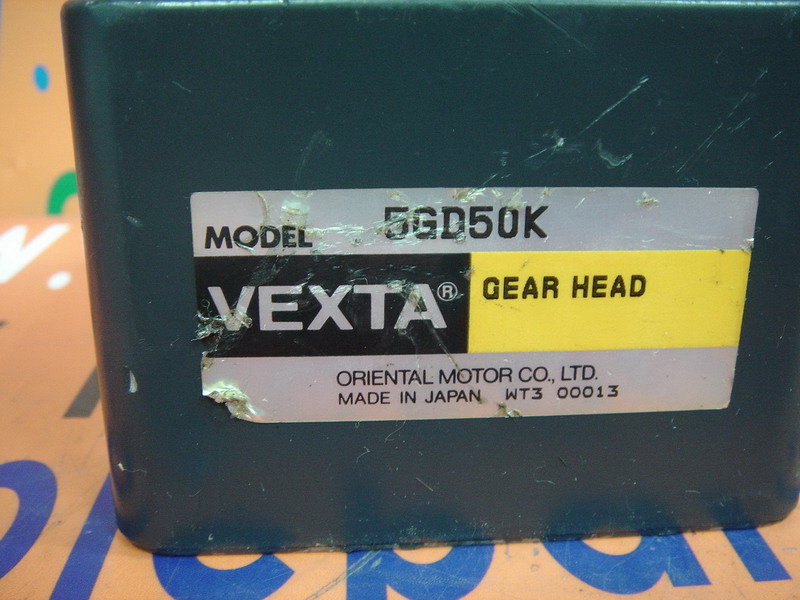 MODEL 5GD50K
VEXTA®
GEAR HEAD
ORIENTAL MOTOR CO., LTD.
MADE IN JAPAN WT3 00013